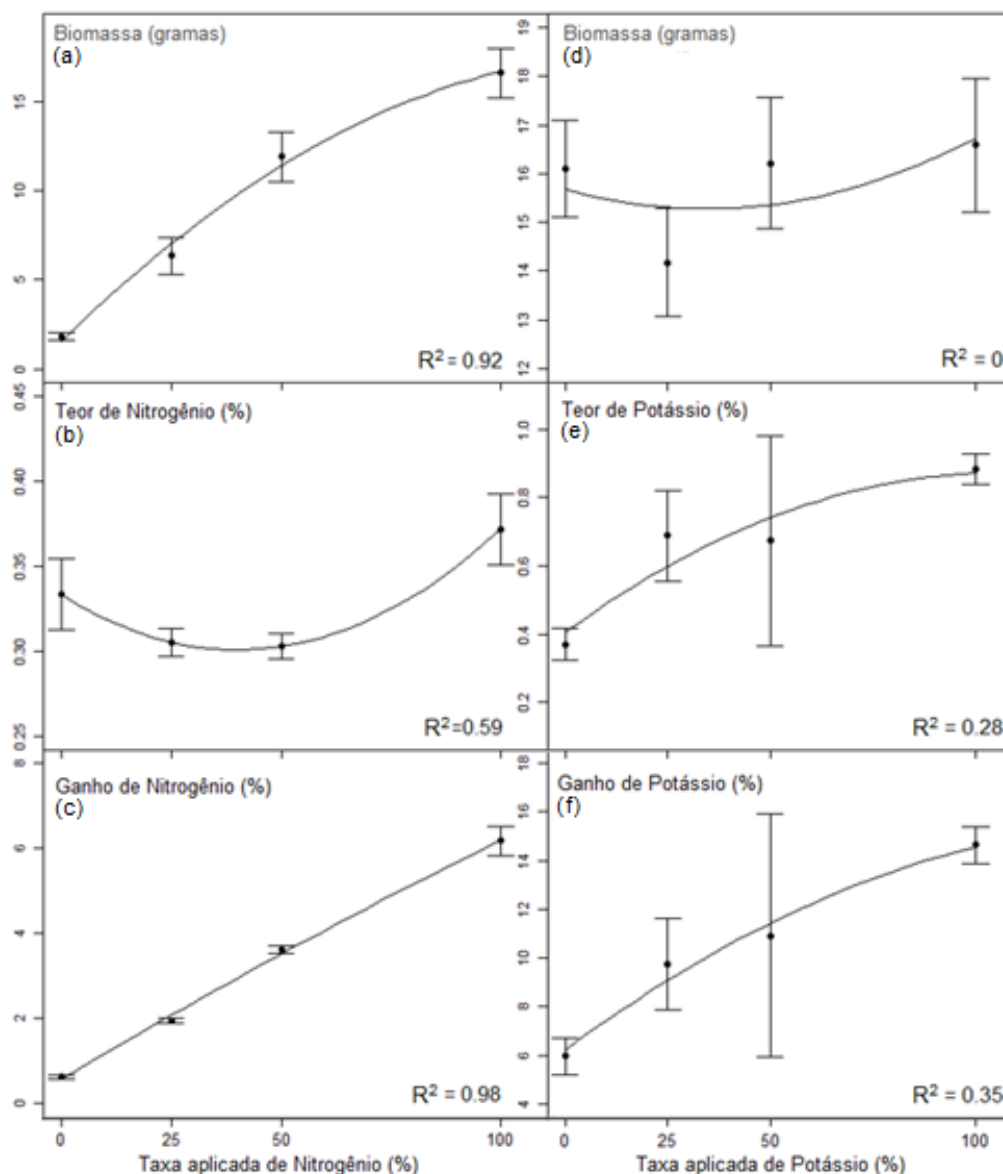 Biomassa (gramas)
(a)
15
10
5
0
R² = 0.92
Biomassa (gramas)
(d)
19
18
17
16
15
14
13
12
R² = 0
Teor de Nitrogênio (%)
(b)
0.45
0.40
0.35
0.30
0.25
R²=0.59
Teor de Potássio (%)
(e)
1.0
0.8
0.6
0.4
0.2
R² = 0.28
Ganho de Nitrogênio (%)
(c)
8
6
4
2
0
R² = 0.98
0 25 50 100
Taxa aplicada de Nitrogênio (%)
Ganho de Potássio (%)
(f)
18
16
14
12
10
8
6
4
R² = 0.35
0 25 50 100
Taxa aplicada de Potássio (%)